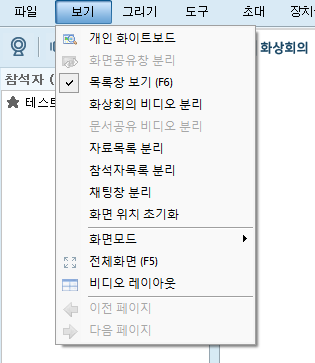 파일 보기 그리기 도구 초대 장치
화상회의
참석자 (
테스트
개인 화이트보드
화면공유창 분리
목록창 보기 (F6)
화상회의 비디오 분리
문서공유 비디오 분리
자료목록 분리
참석자목록 분리
채팅창 분리
화면 위치 초기화
화면모드
전체화면 (F5)
비디오 레이아웃
이전 페이지
다음 페이지